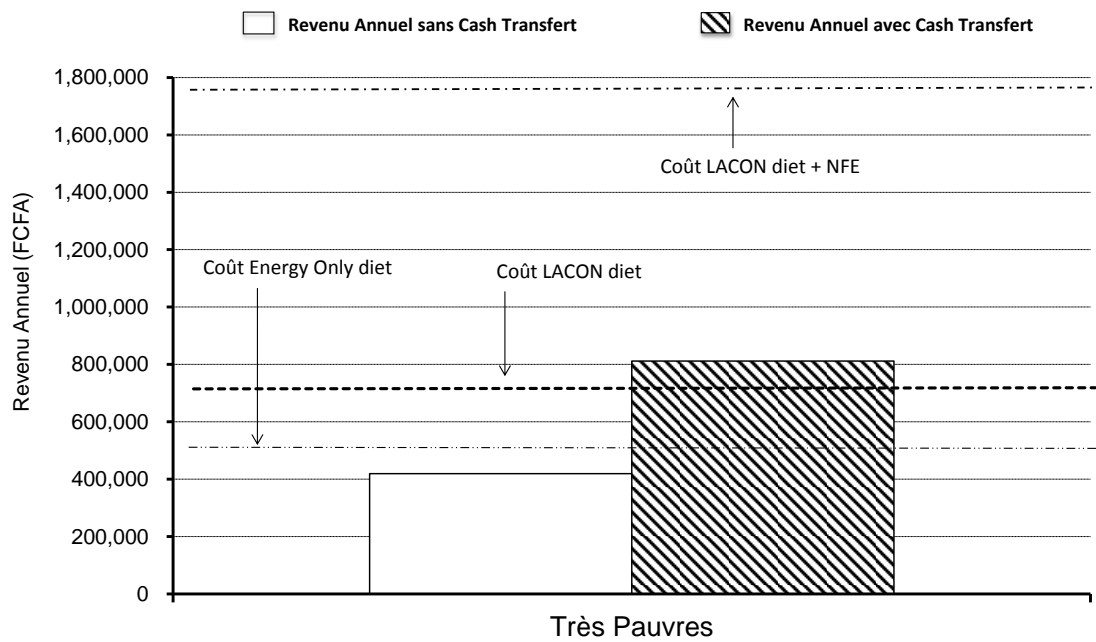 Revenu Annuel sans Cash Transfert
Revenu Annuel avec Cash Transfert
1,800,000
1,600,000
Coût LACON diet + NFE
1,400,000
1,200,000
Coût Energy Only diet
Coût LACON diet
1,000,000
800,000
600,000
400,000
200,000
0
Revenu Annuel (FCFA)
Très Pauvres